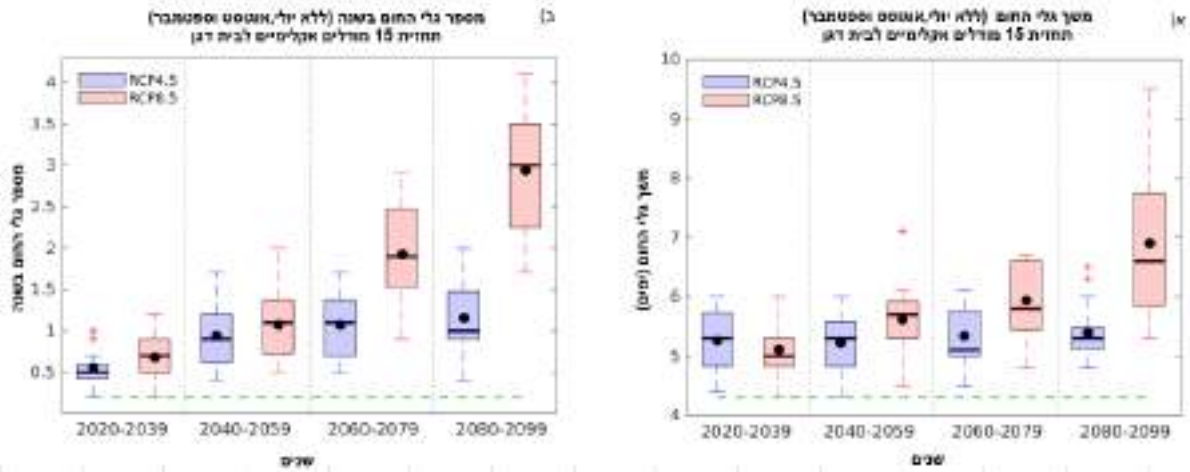 א)
משך גלי החום (ללא יולי,אוגוסט וספטמבר)
תחזית 15 מודלים אקלימיים לבית דגן
RCP4.5
RCP8.5
משך גלי החום (ימים)
10
9
8
7
6
5
4
2020-2039 2040-2059 2060-2079 2080-2099
שנים
ב)
מספר גלי החום בשנה (ללא יולי,אוגוסט וספטמבר)
תחזית 15 מודלים אקלימיים לבית דגן
RCP4.5
RCP8.5
מספר גלי החום בשנה
4
3.5
3
2.5
2
1.5
1
0.5
2020-2039 2040-2059 2060-2079 2080-2099
שנים